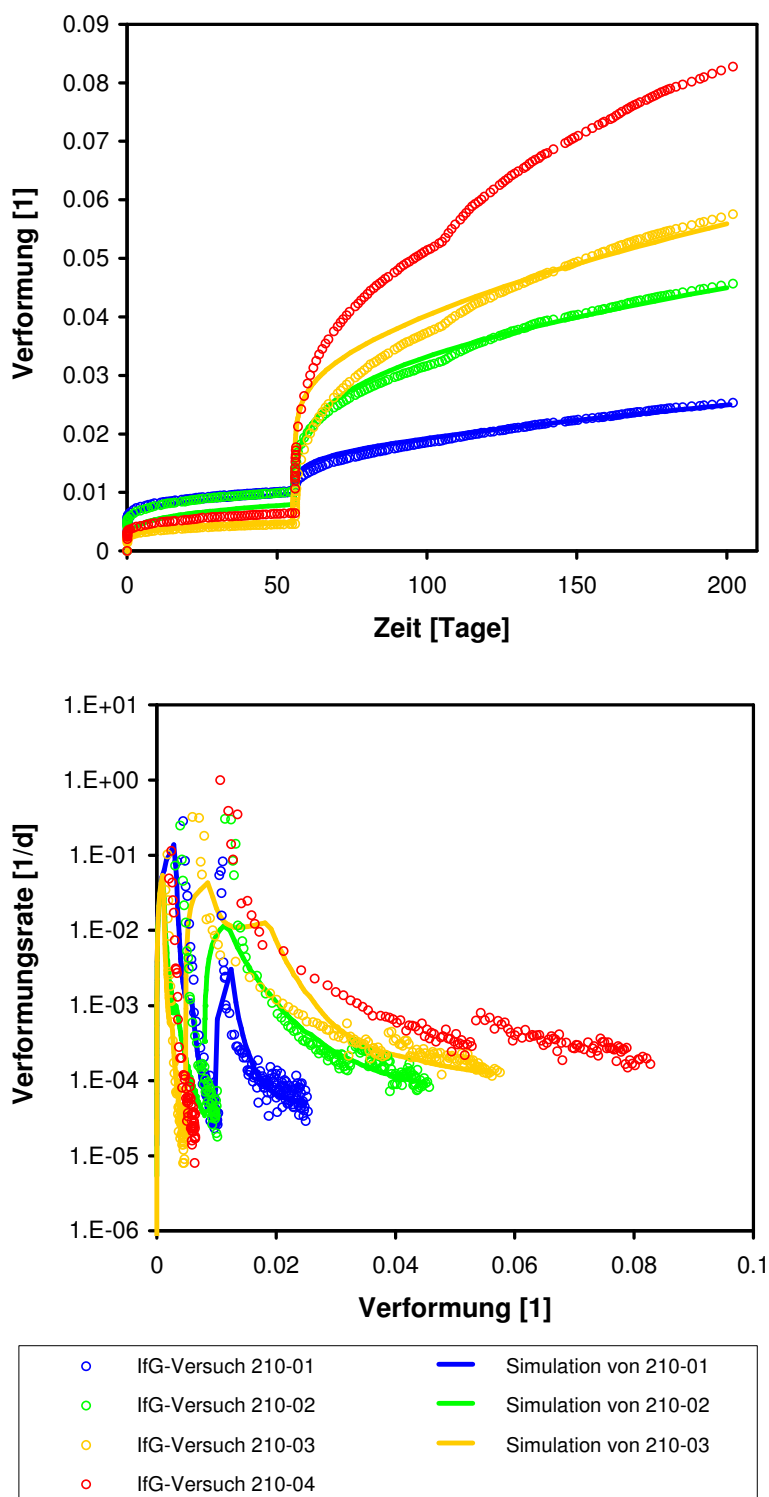 0.09
0.08
0.07
0.06
0.05
0.04
0.03
0.02
0.01
0
Verformung [1]
0 50 100 150 200
Zeit [Tage]
1.E+01
1.E+00
1.E-01
1.E-02
1.E-03
1.E-04
1.E-05
1.E-06
Verformungsrate [1/d]
0 0.02 0.04 0.06 0.08 0.1
Verformung [1]
IfG-Versuch 210-01 Simulation von 210-01
IfG-Versuch 210-02 Simulation von 210-02
IfG-Versuch 210-03 Simulation von 210-03
IfG-Versuch 210-04